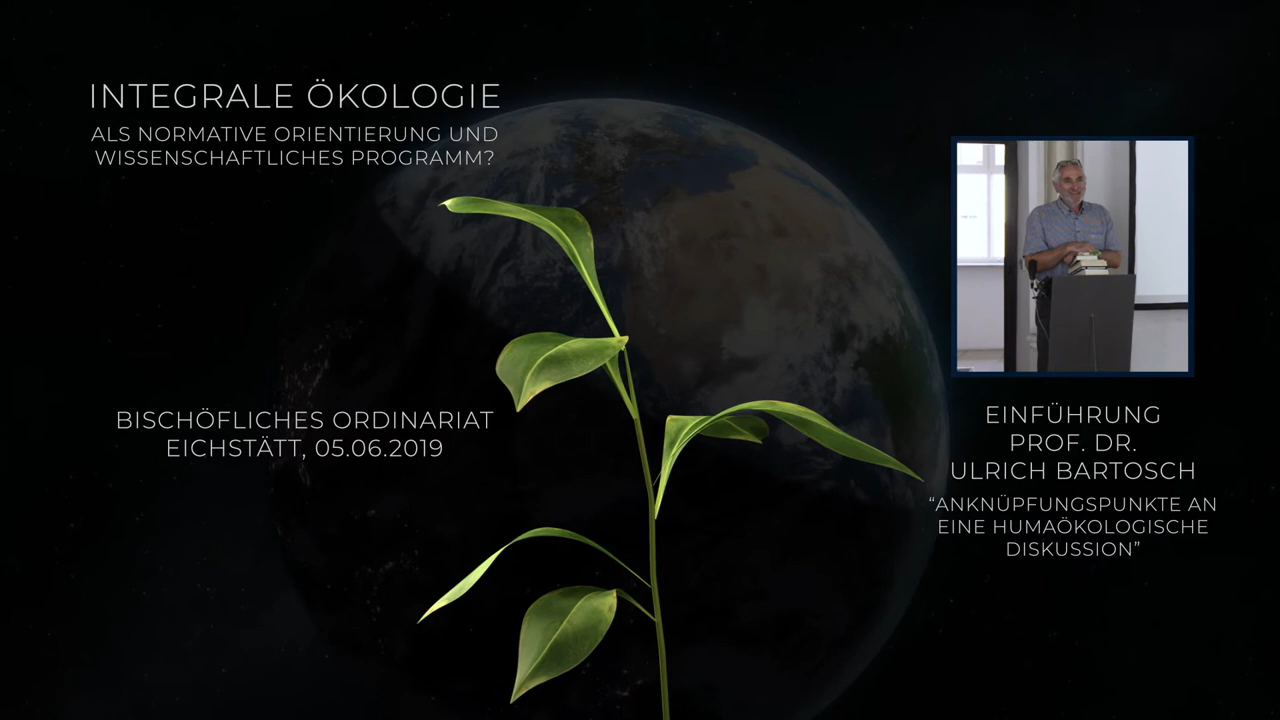 INTEGRALE ÖKOLOGIE
ALS NORMATIVE ORIENTIERUNG UND
WISSENSCHAFTLICHES PROGRAMM?
BISCHÖFLICHES ORDINARIAT
EICHSTÄTT, 05.06.2019
EINFÜHRUNG
PROF. DR.
ULRICH BARTOSCH
“ANKNÜPFUNGSPUNKTE AN
EINE HUMAÖKOLOGISCHE
DISKUSSION”